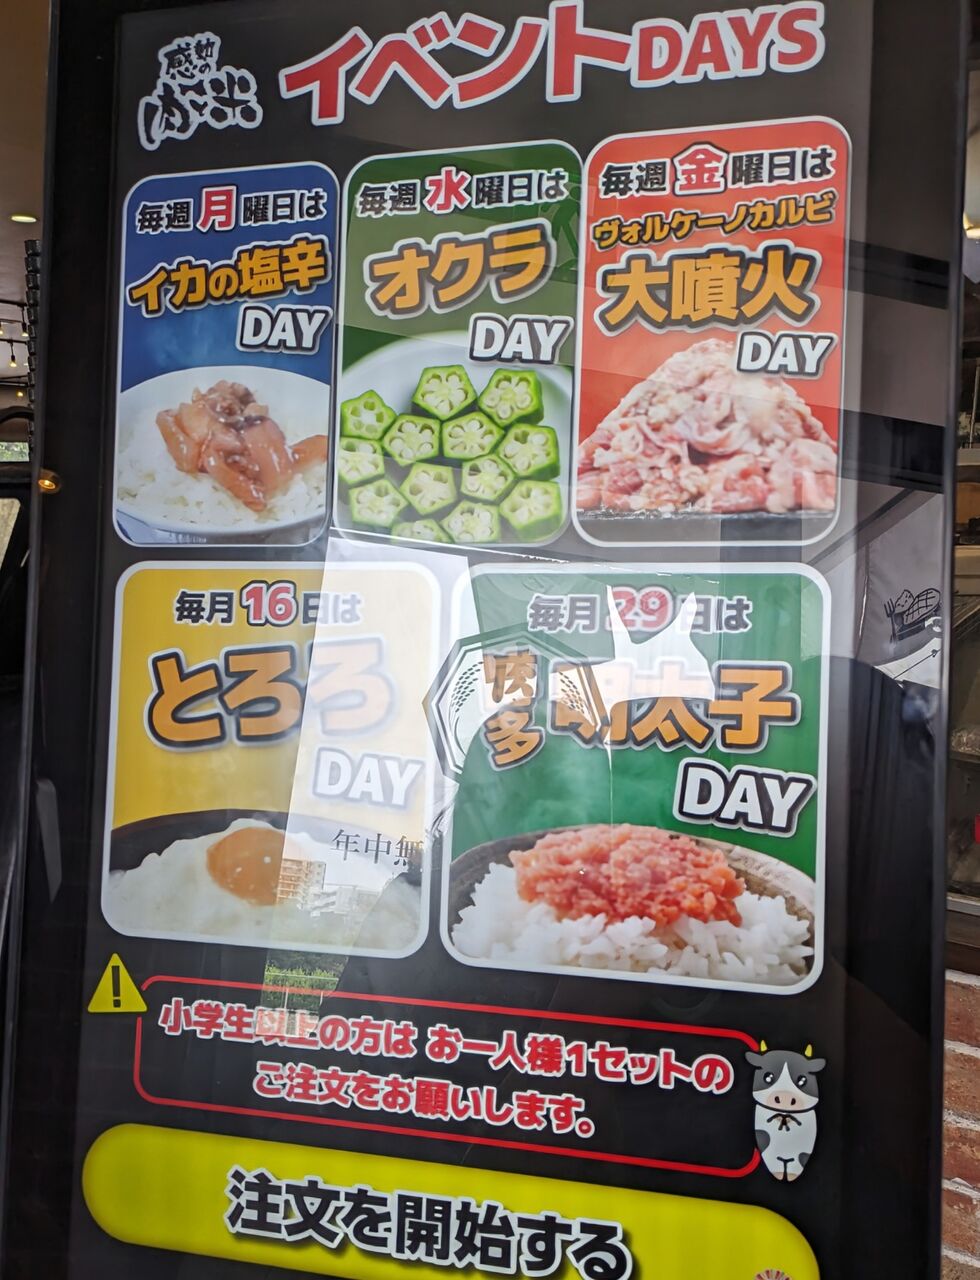 感動の肉と米
イベントDAYS
毎週月曜日は
イカの塩辛
DAY
毎週水曜日は
オクラ
DAY
毎週金曜日は
ヴォルケーノカルビ
大噴火
DAY
毎月16日は
とろろ
DAY
毎月29日は
博多明太子
DAY
年中無
小学生以上の方は お一人様1セットの
ご注文をお願いします。
注文を開始する